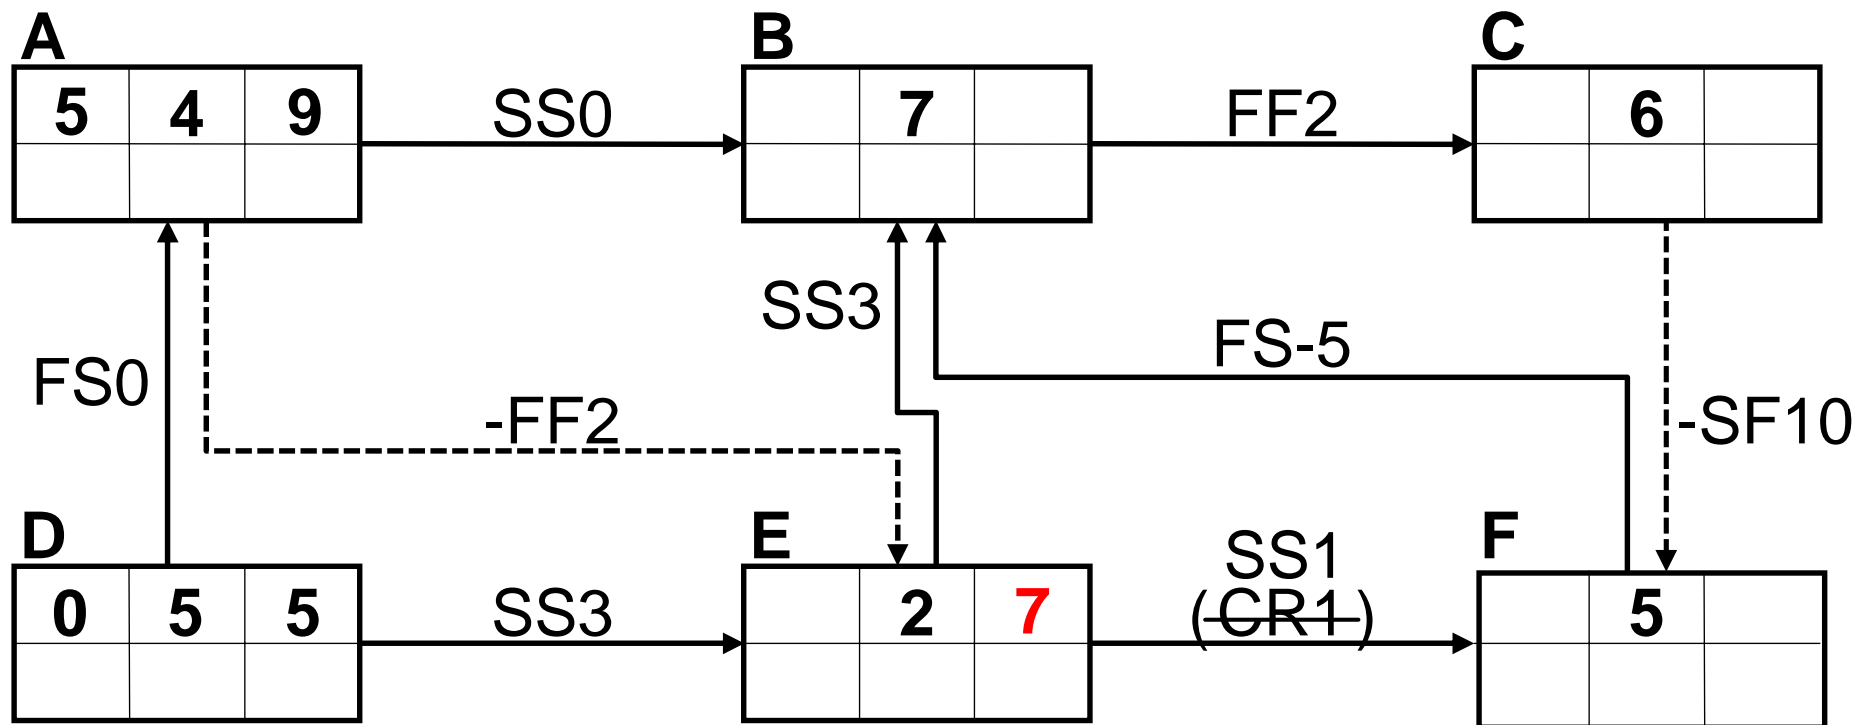 A B C
5 4 9 SS0 7 FF2 6
SS3
FS-5
FS0
-FF2
-SF10
D E F
SS1
0 5 5 SS3 2 7 (CR1) 5